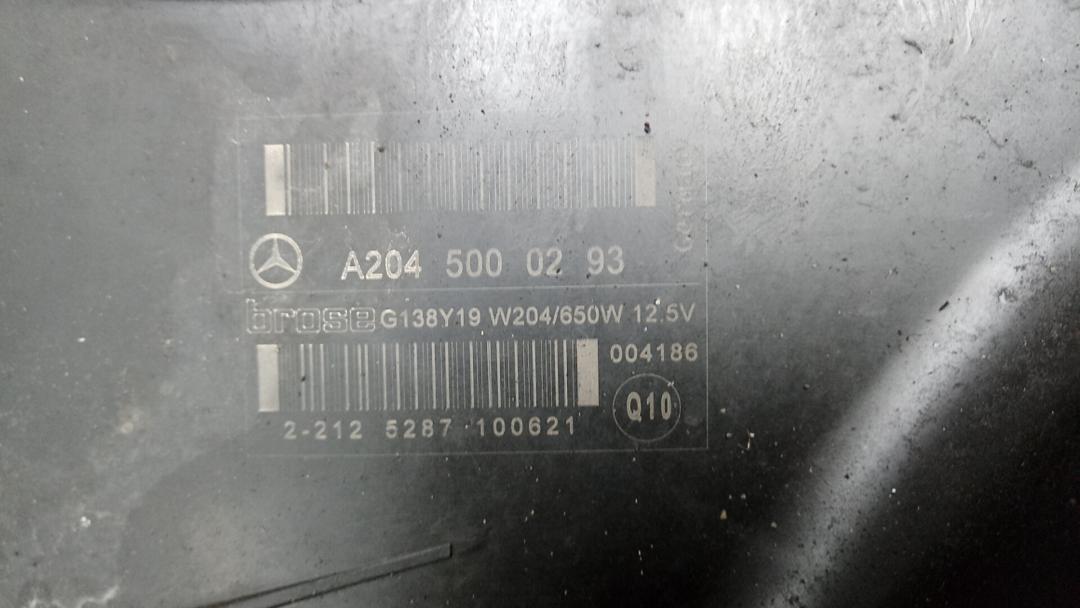 A204 500 02 93
brose G138Y19 W204/650W 12.5V
004186
Q10
2-212 5287 100621